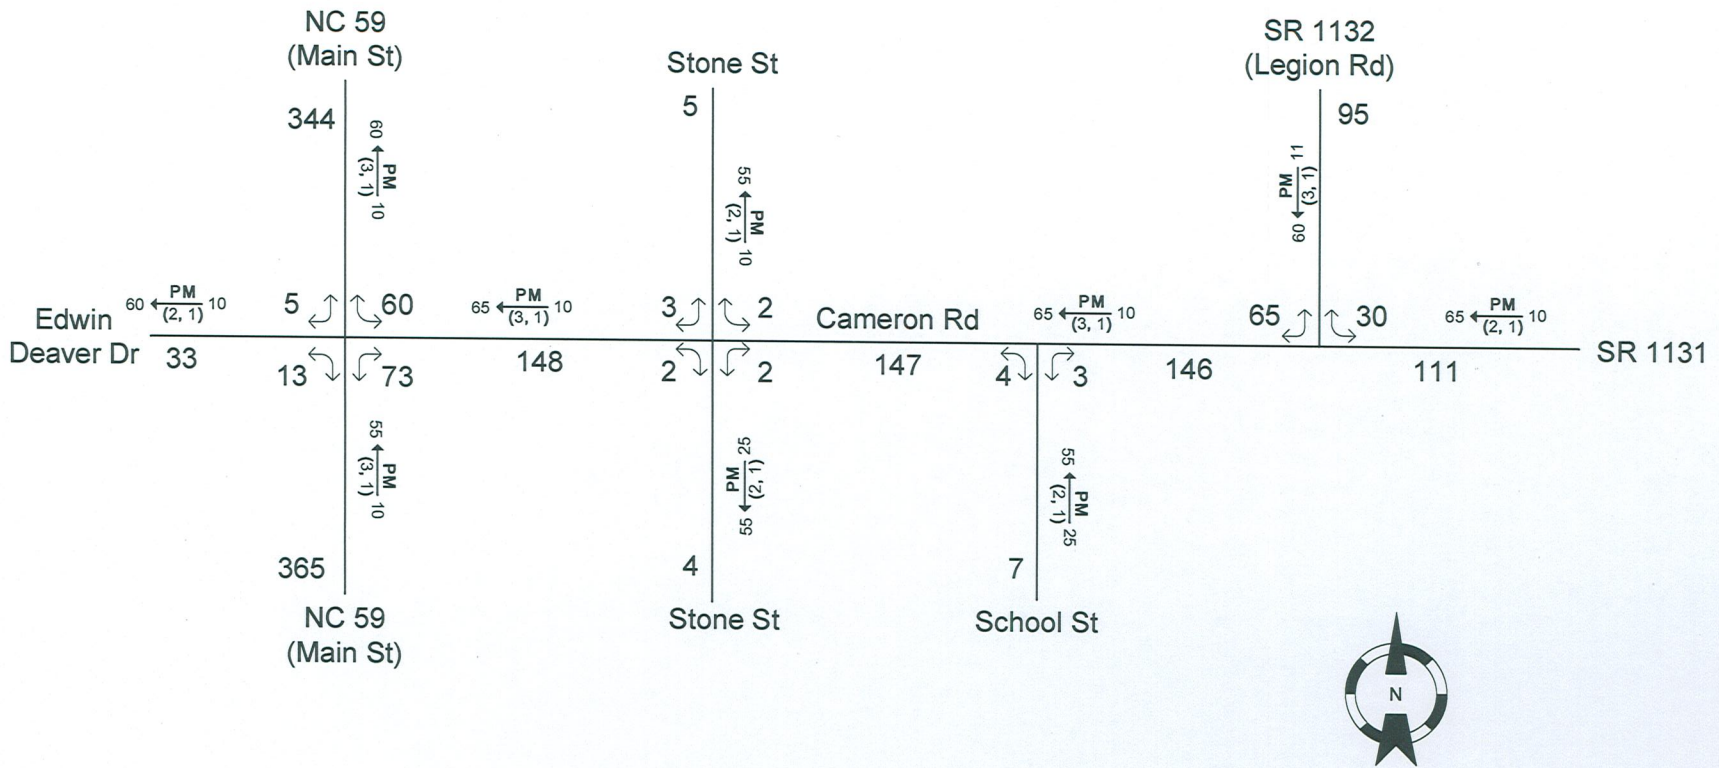 NC 59
(Main St)
344
60 PM 10
(3, 1)
Stone St
5
55 PM 10
(2, 1)
SR 1132
(Legion Rd)
95
11 PM 60
(3, 1)
60 PM 10
(2, 1)
Edwin
Deaver Dr
33
5
60
13
73
65 PM 10
(3, 1)
148
3
2
2
2
Cameron Rd
147
65 PM 10
(3, 1)
4
3
146
65
30
65 PM 10
(2, 1)
111
SR 1131
55 PM 10
(3, 1)
365
NC 59
(Main St)
25 PM 55
(2, 1)
4
Stone St
55 PM 25
(2, 1)
7
School St
N